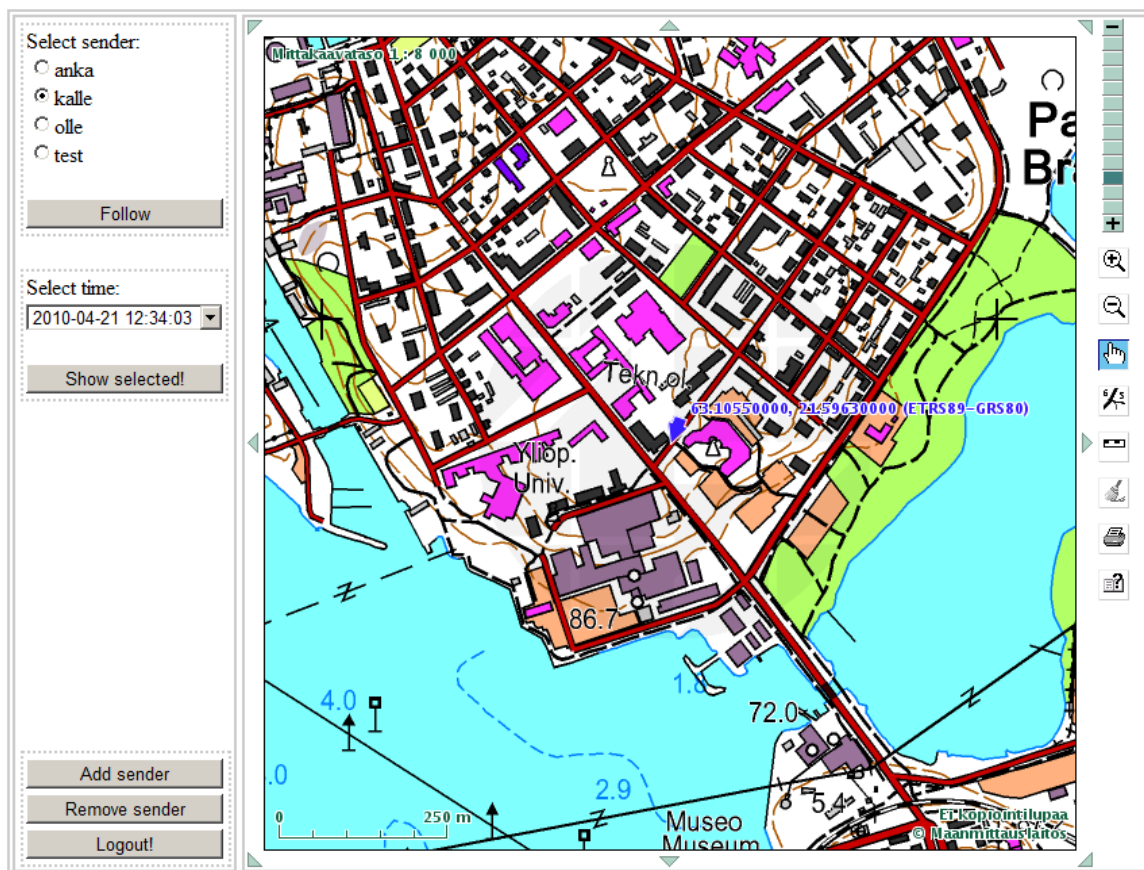 Select sender:
anka
kalle
olle
test
Follow
Select time:
2010-04-21 12:34:03
Show selected!
Add sender
Remove sender
Logout!
Mittakaavataso 1 : 8 000
Pa
Bra
Tekn.ol.
63.10550000, 21.59630000 (ETRS89-GRS80)
Yliop.
Univ.
86.7
1.8
4.0
72.0
.0
2.9
5.4
0 250 m
Museo
Museum
Ei kopiointilupaa
© Maanmittauslaitos